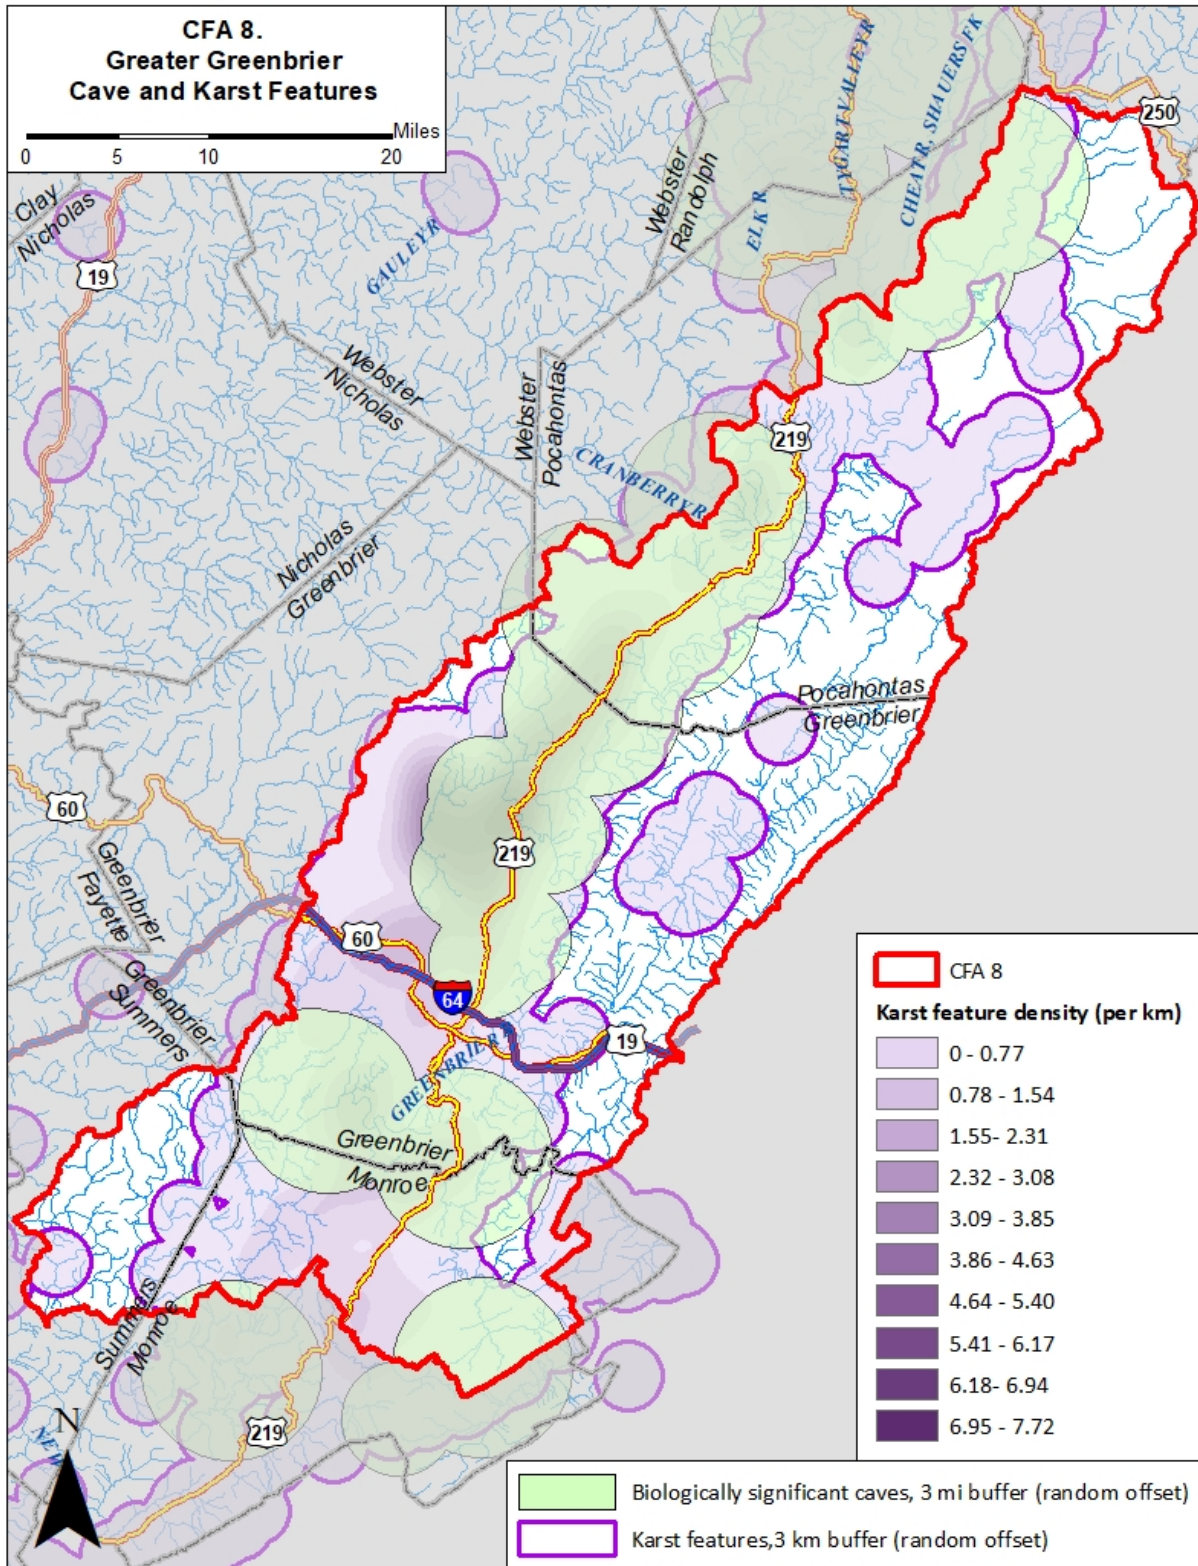 CFA 8.
Greater Greenbrier
Cave and Karst Features
Miles
0 5 10 20
250
TYGART VALLEY R
CHEAT R, SHAUERS FK
Webster
Randolph
ELK R
Clay
Nicholas
19
GAULEY R
Webster
Nicholas
Webster
Pocahontas
219
CRANBERRY R
Nicholas
Greenbrier
Pocahontas
Greenbrier
60
219
Greenbrier
Fayette
60
Greenbrier
Summers
64
19
GREENBRIER R
Greenbrier
Monroe
Summers
Monroe
219
N
NEW
CFA 8
Karst feature density (per km)
0 - 0.77
0.78 - 1.54
1.55- 2.31
2.32 - 3.08
3.09 - 3.85
3.86 - 4.63
4.64 - 5.40
5.41 - 6.17
6.18- 6.94
6.95 - 7.72
Biologically significant caves, 3 mi buffer (random offset)
Karst features,3 km buffer (random offset)